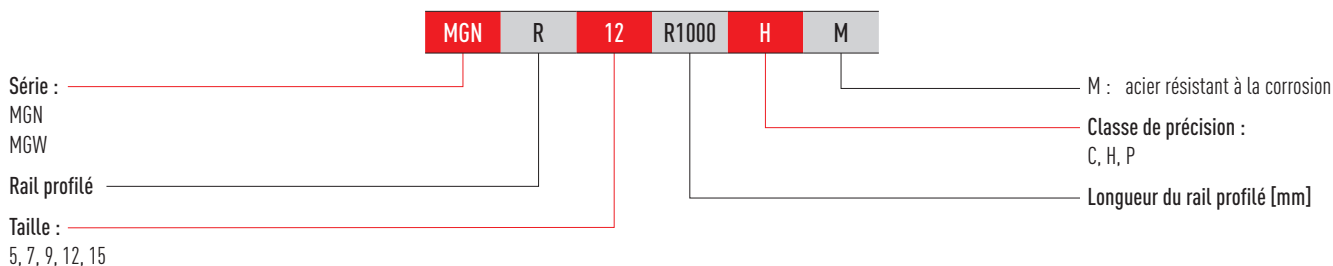 MGN R 12 R1000 H M
Série :
MGN
MGW
Rail profilé
Taille :
5, 7, 9, 12, 15
M : acier résistant à la corrosion
Classe de précision :
C, H, P
Longueur du rail profilé [mm]